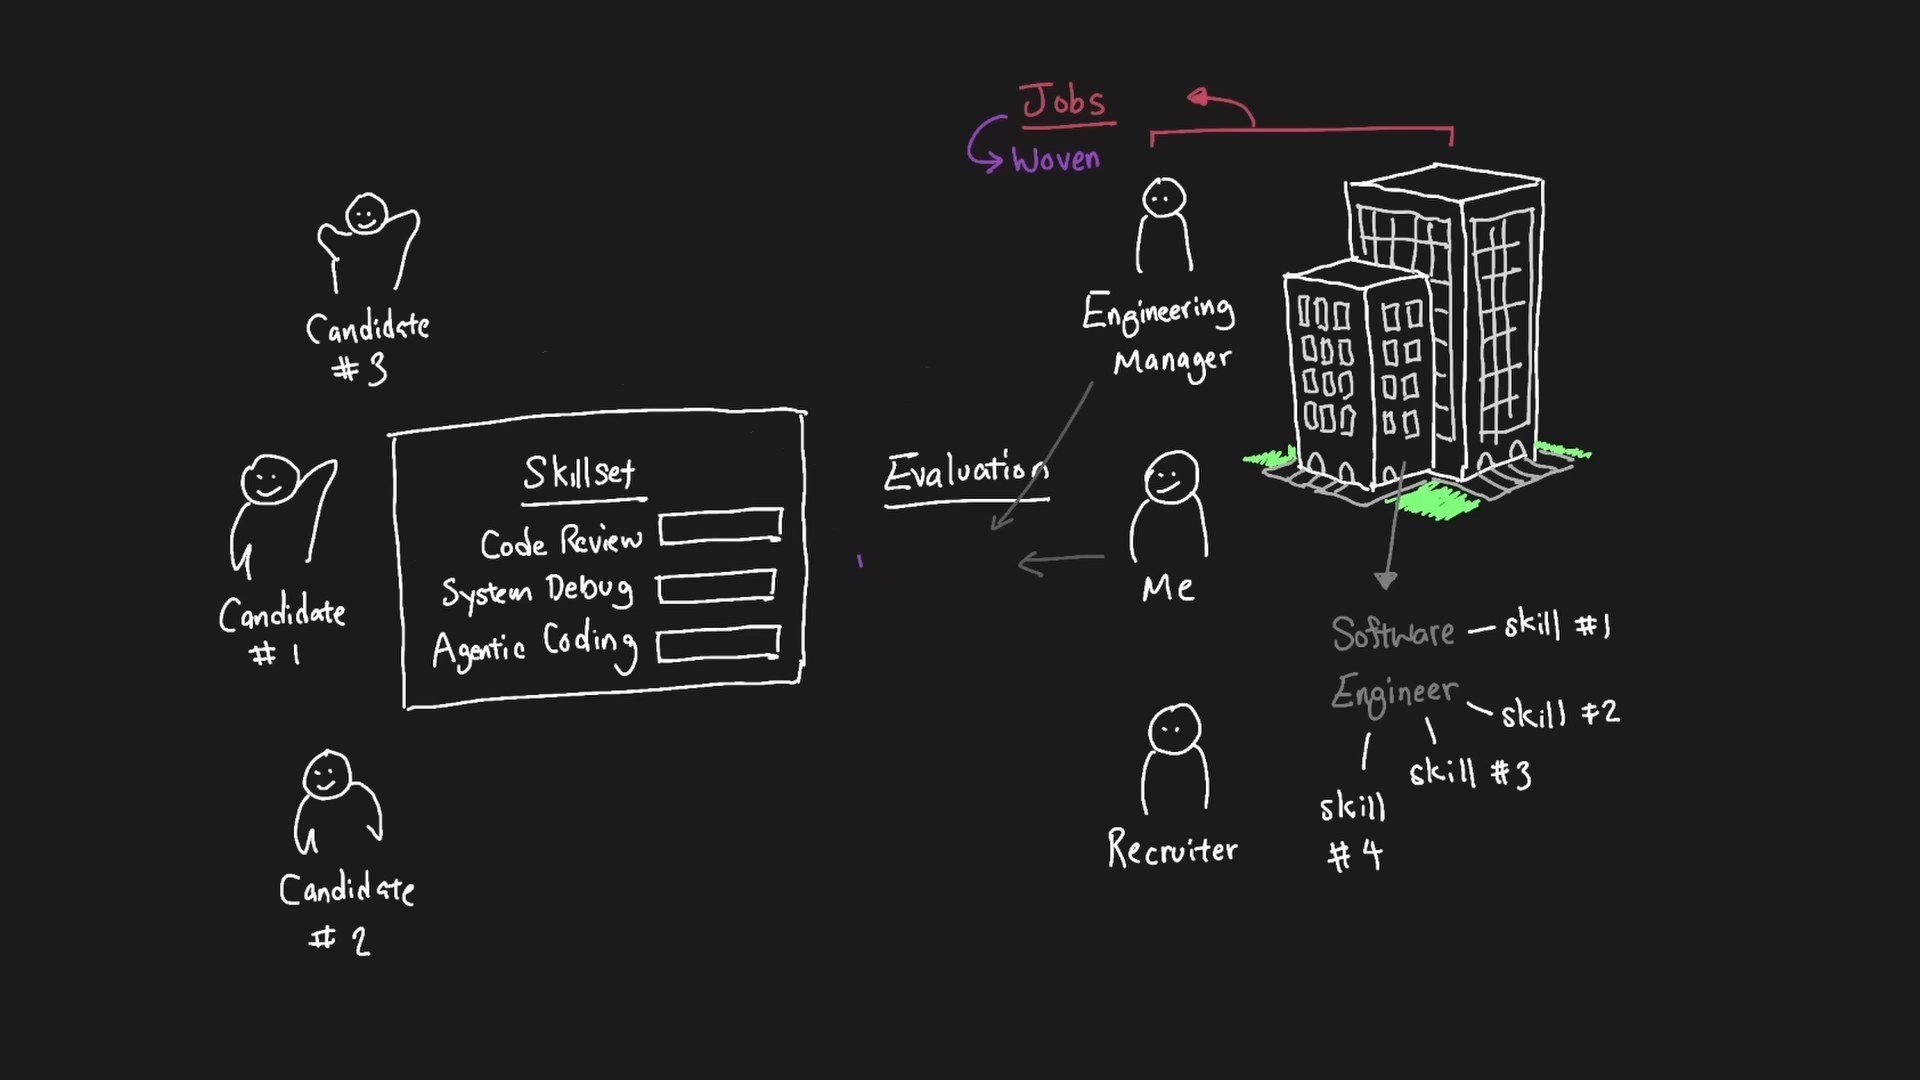 Jobs
Woven
Candidate
# 3
Engineering
Manager
Skillset
Code Review
System Debug
Agentic Coding
Evaluation
Candidate
# 1
Me
Software
Engineer
skill #1
skill #2
skill #3
skill
# 4
Recruiter
Candidate
# 2